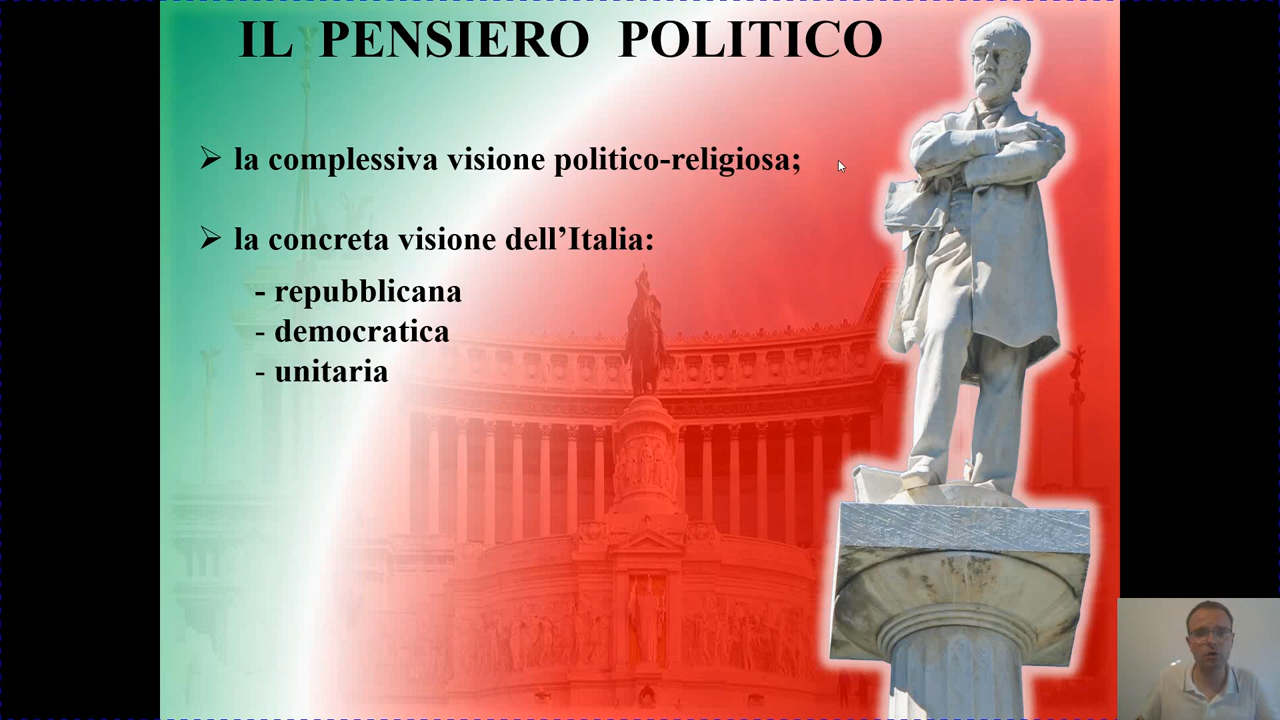 IL PENSIERO POLITICO
➢ la complessiva visione politico-religiosa;
➢ la concreta visione dell’Italia:
- repubblicana
- democratica
- unitaria